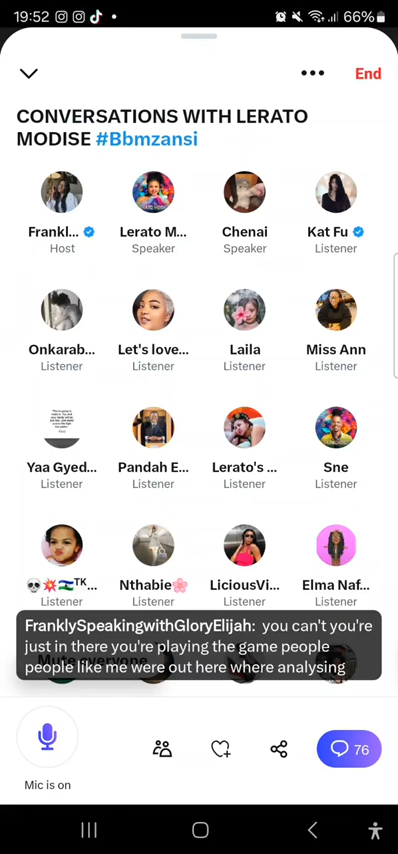 19:52
66%
End
CONVERSATIONS WITH LERATO
MODISE #Bbmzansi
Frankl... Lerato M... Chenai Kat Fu
Host Speaker Speaker Listener
Onkarab... Let's love... Laila Miss Ann
Listener Listener Listener Listener
Yaa Gyed... Pandah E... Lerato's ... Sne
Listener Listener Listener Listener
💀💥🇱🇸TK... Nthabie🌸 LiciousVi... Elma Naf...
Listener Listener Listener Listener
FranklySpeakingwithGloryElijah: you can't you're
just in there you're playing the game people
people like me were out here where analysing
Mute everyone
76
Mic is on